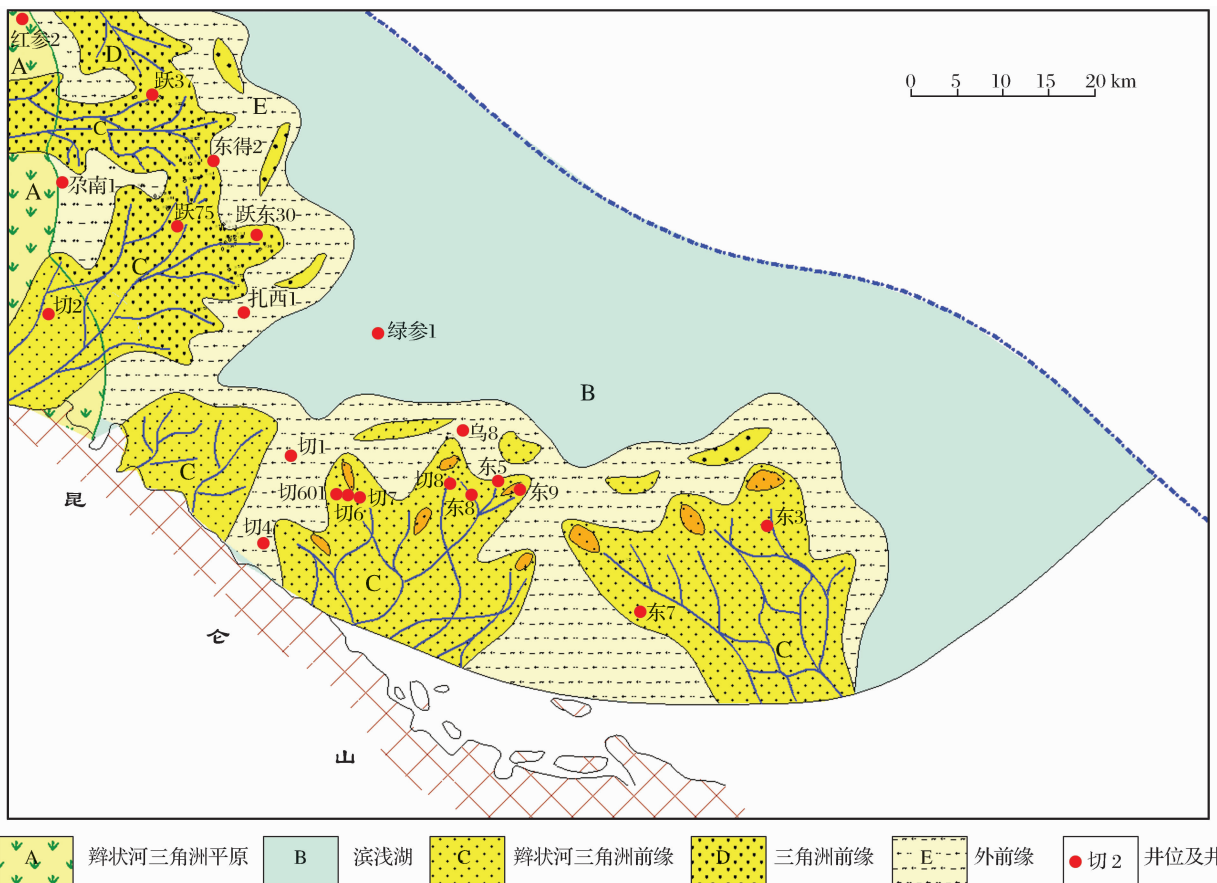 红参2
D
A
跃37
C
E
东得2
A
尕南1
跃75
跃东30
C
切2
扎西1
绿参1
B
0 5 10 15 20 km
C
切1
乌8
切601
切6
切7
切8
东8
东5
东9
切4
C
东3
东7
C
昆
仑
山
A 辫状河三角洲平原 B 滨浅湖 C 辫状河三角洲前缘 D 三角洲前缘 E 外前缘 切2 井位及井